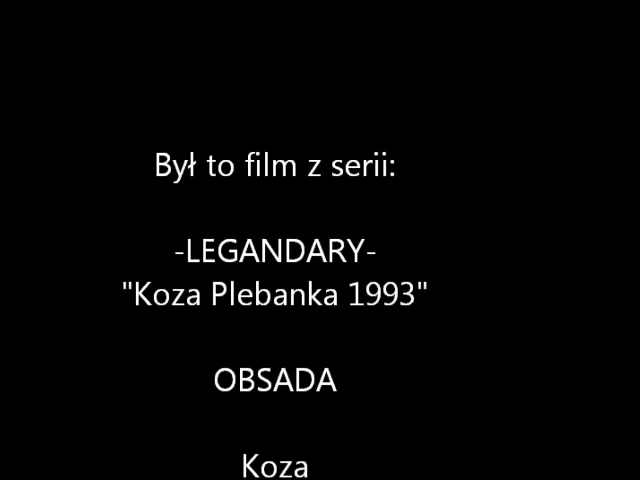 Był to film z serii:
-LEGANDARY-
"Koza Plebanka 1993"
OBSADA
Koza